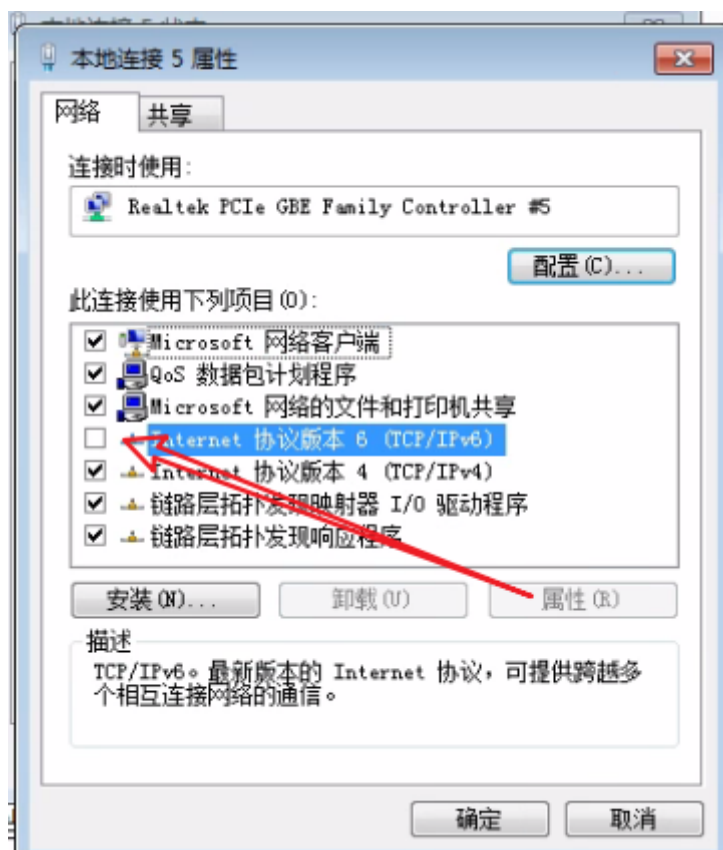 本地连接 5 属性
网络
共享
连接时使用:
Realtek PCIe GBE Family Controller #5
配置(C)...
此连接使用下列项目(O):
Microsoft 网络客户端
QoS 数据包计划程序
Microsoft 网络的文件和打印机共享
Internet 协议版本 6 (TCP/IPv6)
Internet 协议版本 4 (TCP/IPv4)
链路层拓扑发现映射器 I/O 驱动程序
链路层拓扑发现响应程序
安装(N)...
卸载(U)
属性(R)
描述
TCP/IPv6。最新版本的 Internet 协议，可提供跨越多
个相互连接网络的通信。
确定
取消